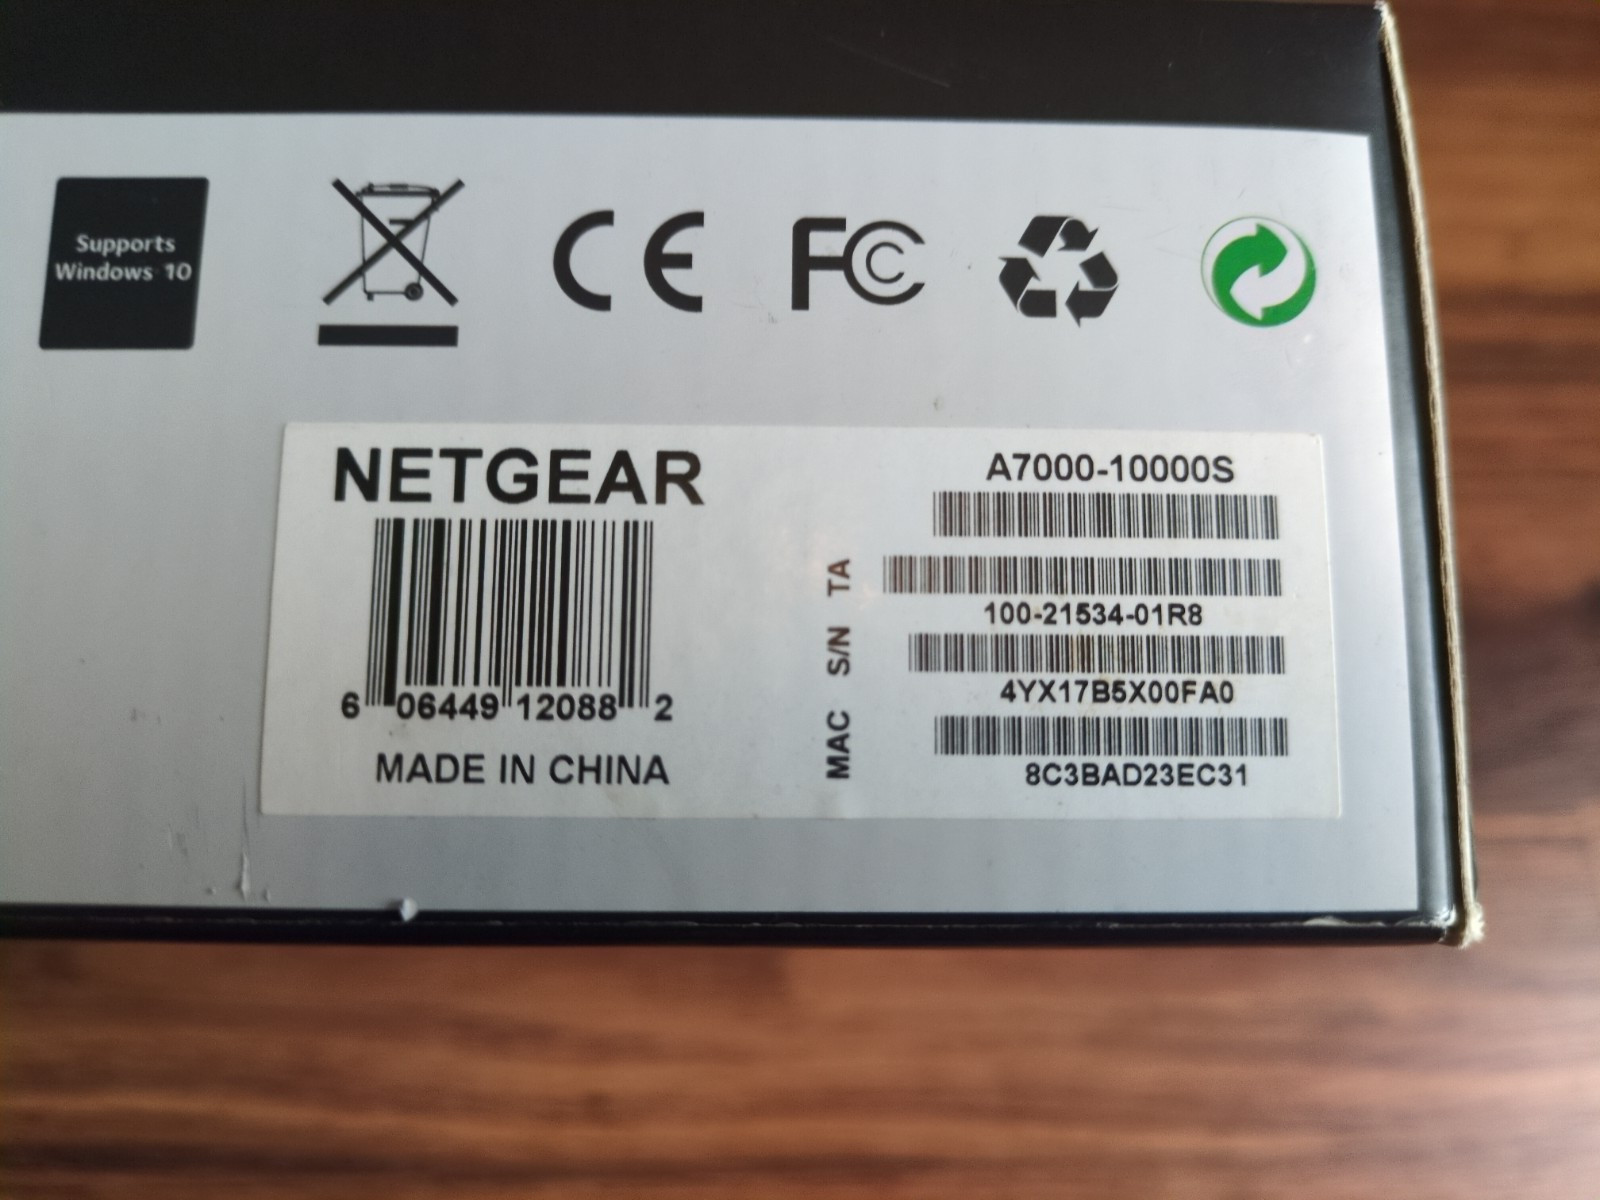 Supports
Windows 10
CE
FC
NETGEAR
6 06449 12088 2
MADE IN CHINA
A7000-10000S
TA
100-21534-01R8
S/N
4YX17B5X00FA0
MAC
8C3BAD23EC31